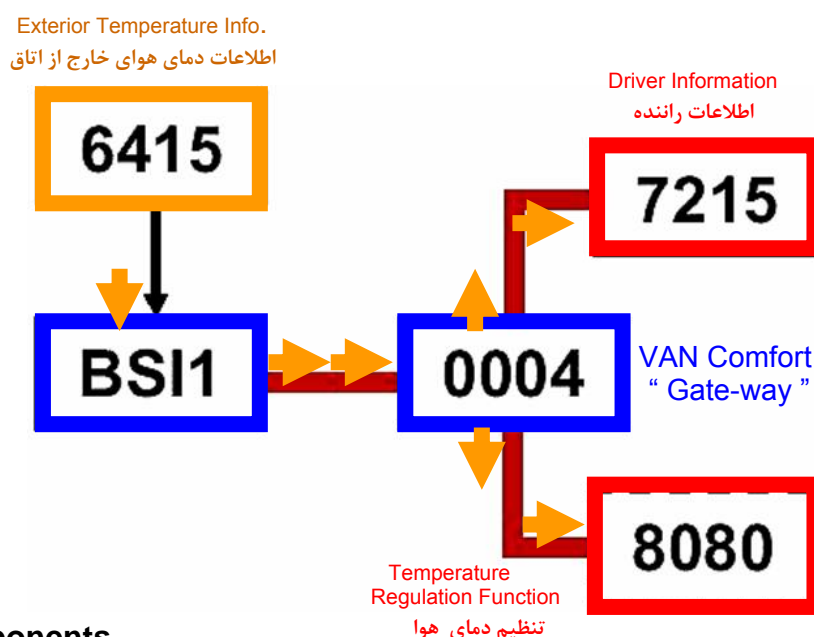 Exterior Temperature Info.
اطلاعات دمای هوای خارج از اتاق
6415
Driver Information
اطلاعات راننده
7215
BSI1
0004
VAN Comfort
“ Gate-way ”
8080
Temperature
Regulation Function
تنظیم دمای هوا